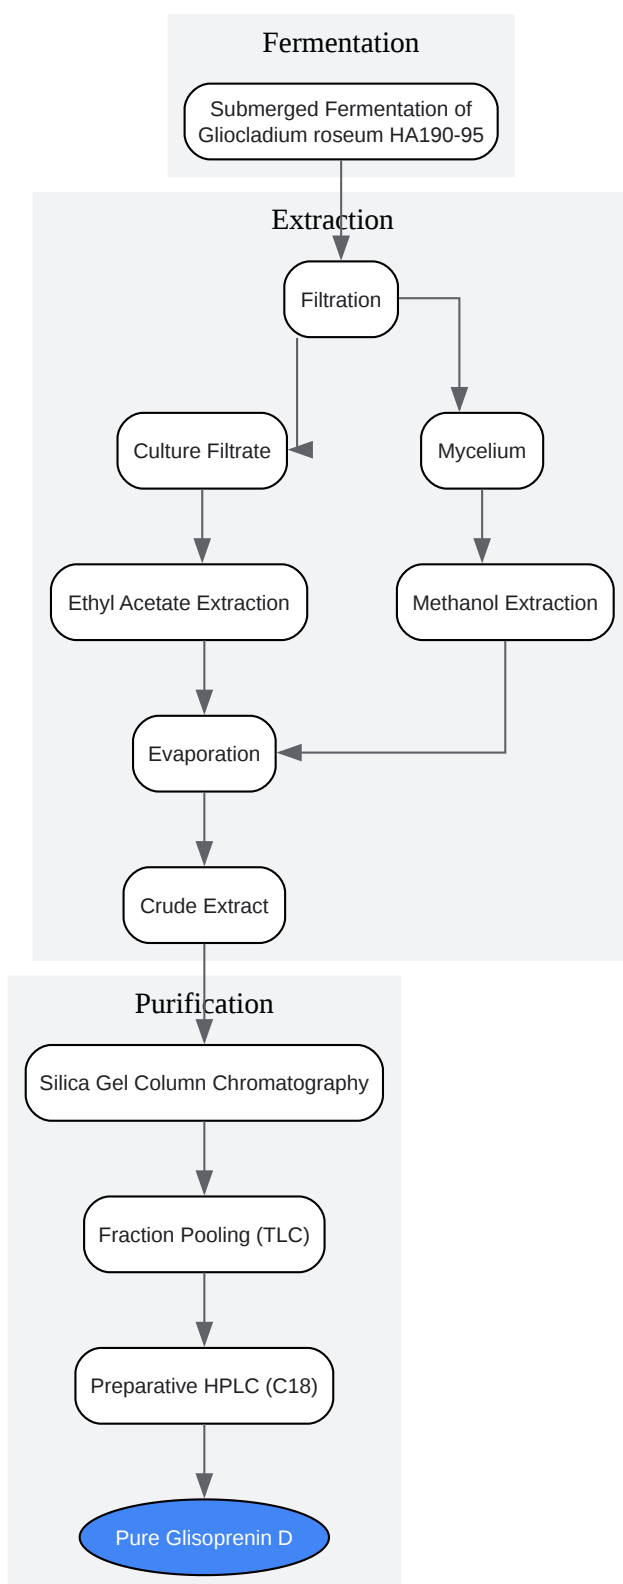 Fermentation
Submerged Fermentation of
Gliocladium roseum HA190-95
Extraction
Filtration
Culture Filtrate
Mycelium
Ethyl Acetate Extraction
Methanol Extraction
Evaporation
Crude Extract
Purification
Silica Gel Column Chromatography
Fraction Pooling (TLC)
Preparative HPLC (C18)
Pure Glisoprenin D